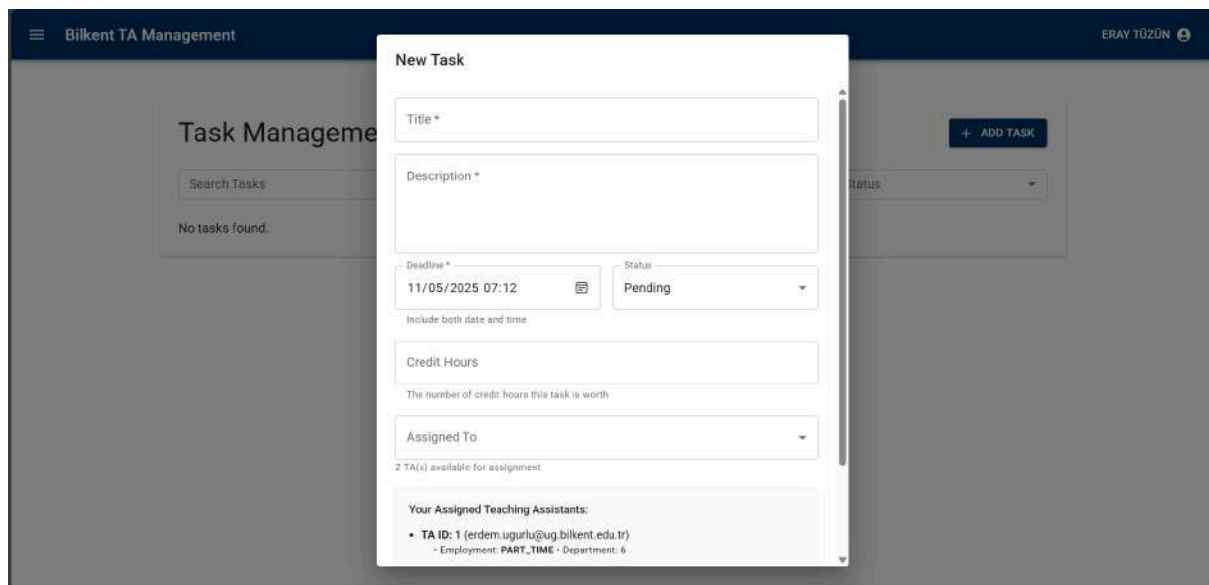 Bilkent TA Management
ERAY TÜZÜN
New Task
Title *
Task Manageme
+ ADD TASK
Description *
Search Tasks
Status
No tasks found.
Deadline *
Status
11/05/2025 07:12
Pending
Include both date and time
Credit Hours
The number of credit hours this task is worth
Assigned To
2 TA(s) available for assignment
Your Assigned Teaching Assistants:
• TA ID: 1 (erdem.ugurlu@ug.bilkent.edu.tr)
- Employment: PART_TIME - Department: 6